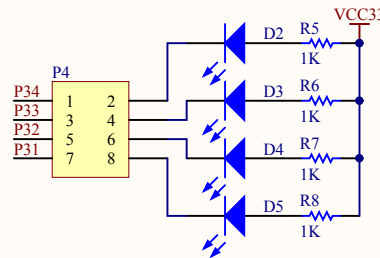 VCC33
D2 R5
1K
P4
P34 1 2 D3 R6
P33 3 4 1K
P32 5 6 D4 R7
P31 7 8 1K
D5 R8
1K